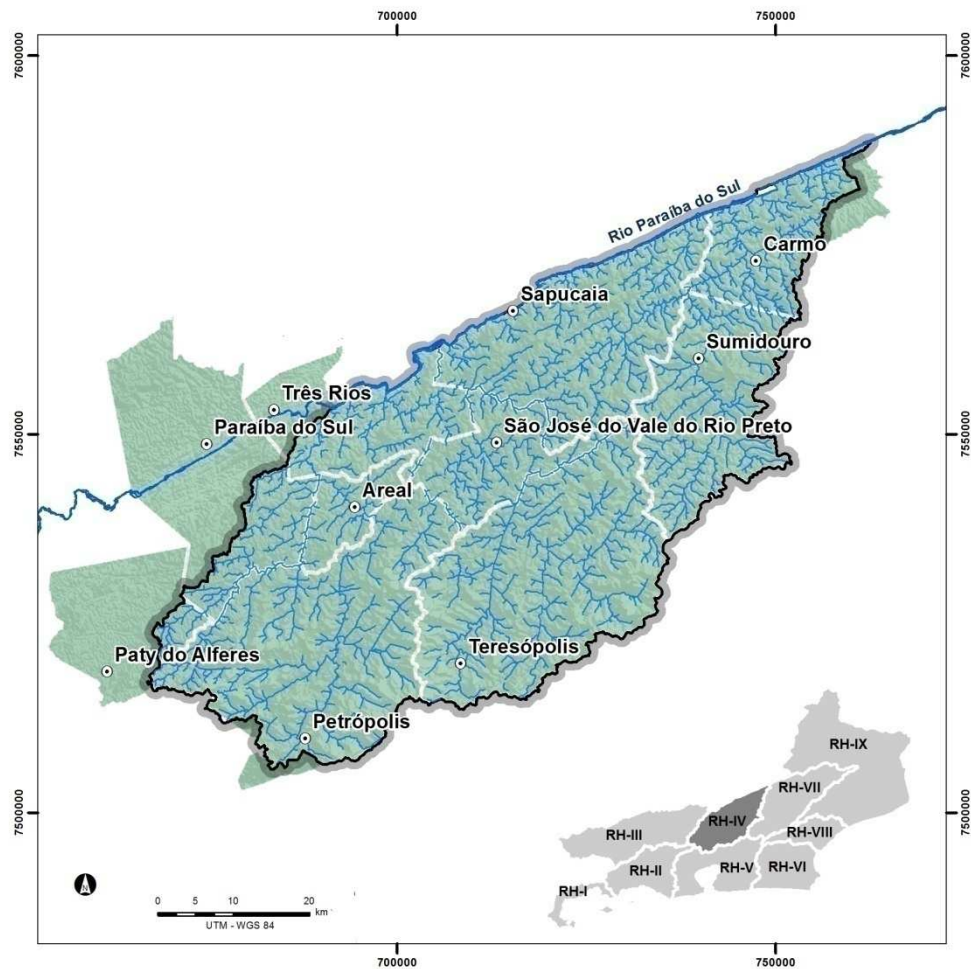 700000
750000
7600000
7600000
Rio Paraíba do Sul
Carmo
Sapucaia
Sumidouro
Três Rios
Paraíba do Sul
São José do Vale do Rio Preto
7550000
7550000
Areal
Teresópolis
Paty do Alferes
Petrópolis
RH-IX
RH-VII
7500000
7500000
RH-IV
RH-III
RH-VIII
RH-II
RH-V
RH-VI
RH-I
N
0 5 10 20
km
UTM - WGS 84
700000
750000